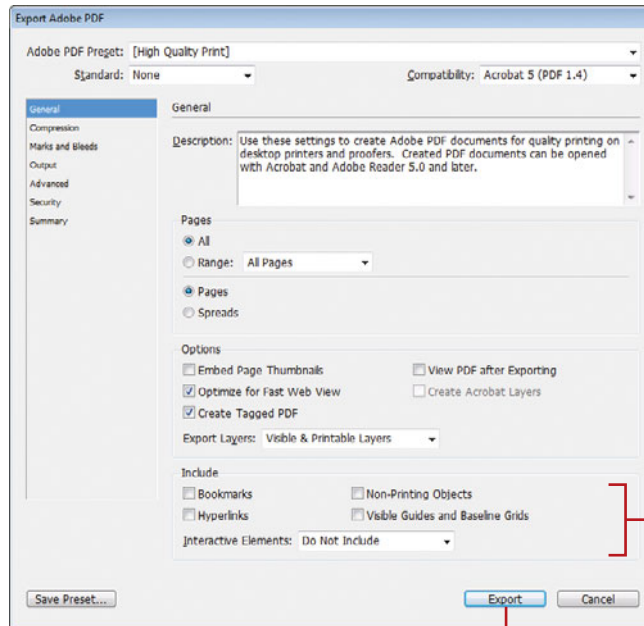 Export Adobe PDF
Adobe PDF Preset: [High Quality Print]
Standard: None Compatibility: Acrobat 5 (PDF 1.4)
General
Compression
Marks and Bleeds
Output
Advanced
Security
Summary
General
Description: Use these settings to create Adobe PDF documents for quality printing on
desktop printers and proofers. Created PDF documents can be opened
with Acrobat and Adobe Reader 5.0 and later.
Pages
All
Range: All Pages
Pages
Spreads
Options
Embed Page Thumbnails View PDF after Exporting
Optimize for Fast Web View Create Acrobat Layers
Create Tagged PDF
Export Layers: Visible & Printable Layers
Include
Bookmarks Non-Printing Objects
Hyperlinks Visible Guides and Baseline Grids
Interactive Elements: Do Not Include
Save Preset... Export Cancel